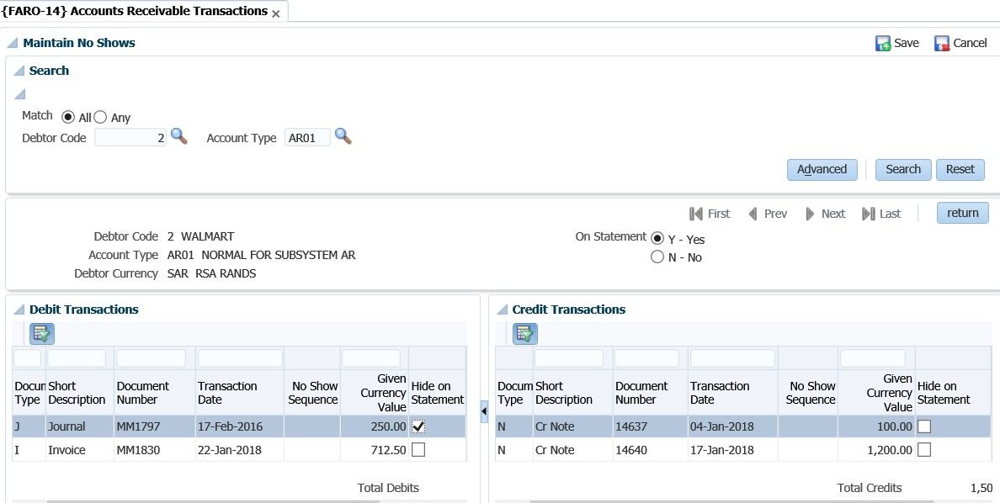 {FARO-14} Accounts Receivable Transactions
Maintain No Shows
Save
Cancel
Search
Match
All
Any
Debtor Code
2
Account Type
AR01
Advanced
Search
Reset
First
Prev
Next
Last
return
Debtor Code 2 WALMART
Account Type AR01 NORMAL FOR SUBSYSTEM AR
Debtor Currency SAR RSA RANDS
On Statement
Y - Yes
N - No
Debit Transactions
Docum Type
Short Description
Document Number
Transaction Date
No Show Sequence
Given Currency Value
Hide on Statement
J Journal MM1797 17-Feb-2016 250.00
I Invoice MM1830 22-Jan-2018 712.50
Total Debits
Credit Transactions
Docum Type
Short Description
Document Number
Transaction Date
No Show Sequence
Given Currency Value
Hide on Statement
N Cr Note 14637 04-Jan-2018 100.00
N Cr Note 14640 17-Jan-2018 1,200.00
Total Credits 1,50